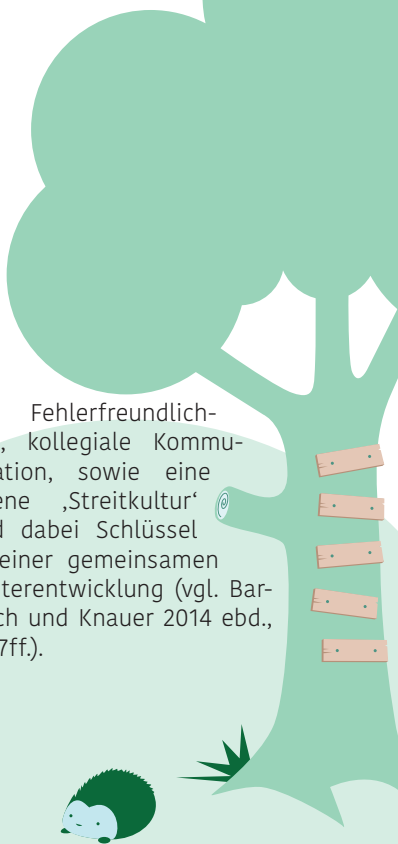 Fehlerfreundlich-
, kollegiale Kommu-
ation, sowie eine
ene ‚Streitkultur‘
d dabei Schlüssel
einer gemeinsamen
terentwicklung (vgl. Bar-
ch und Knauer 2014 ebd.,
7ff.).